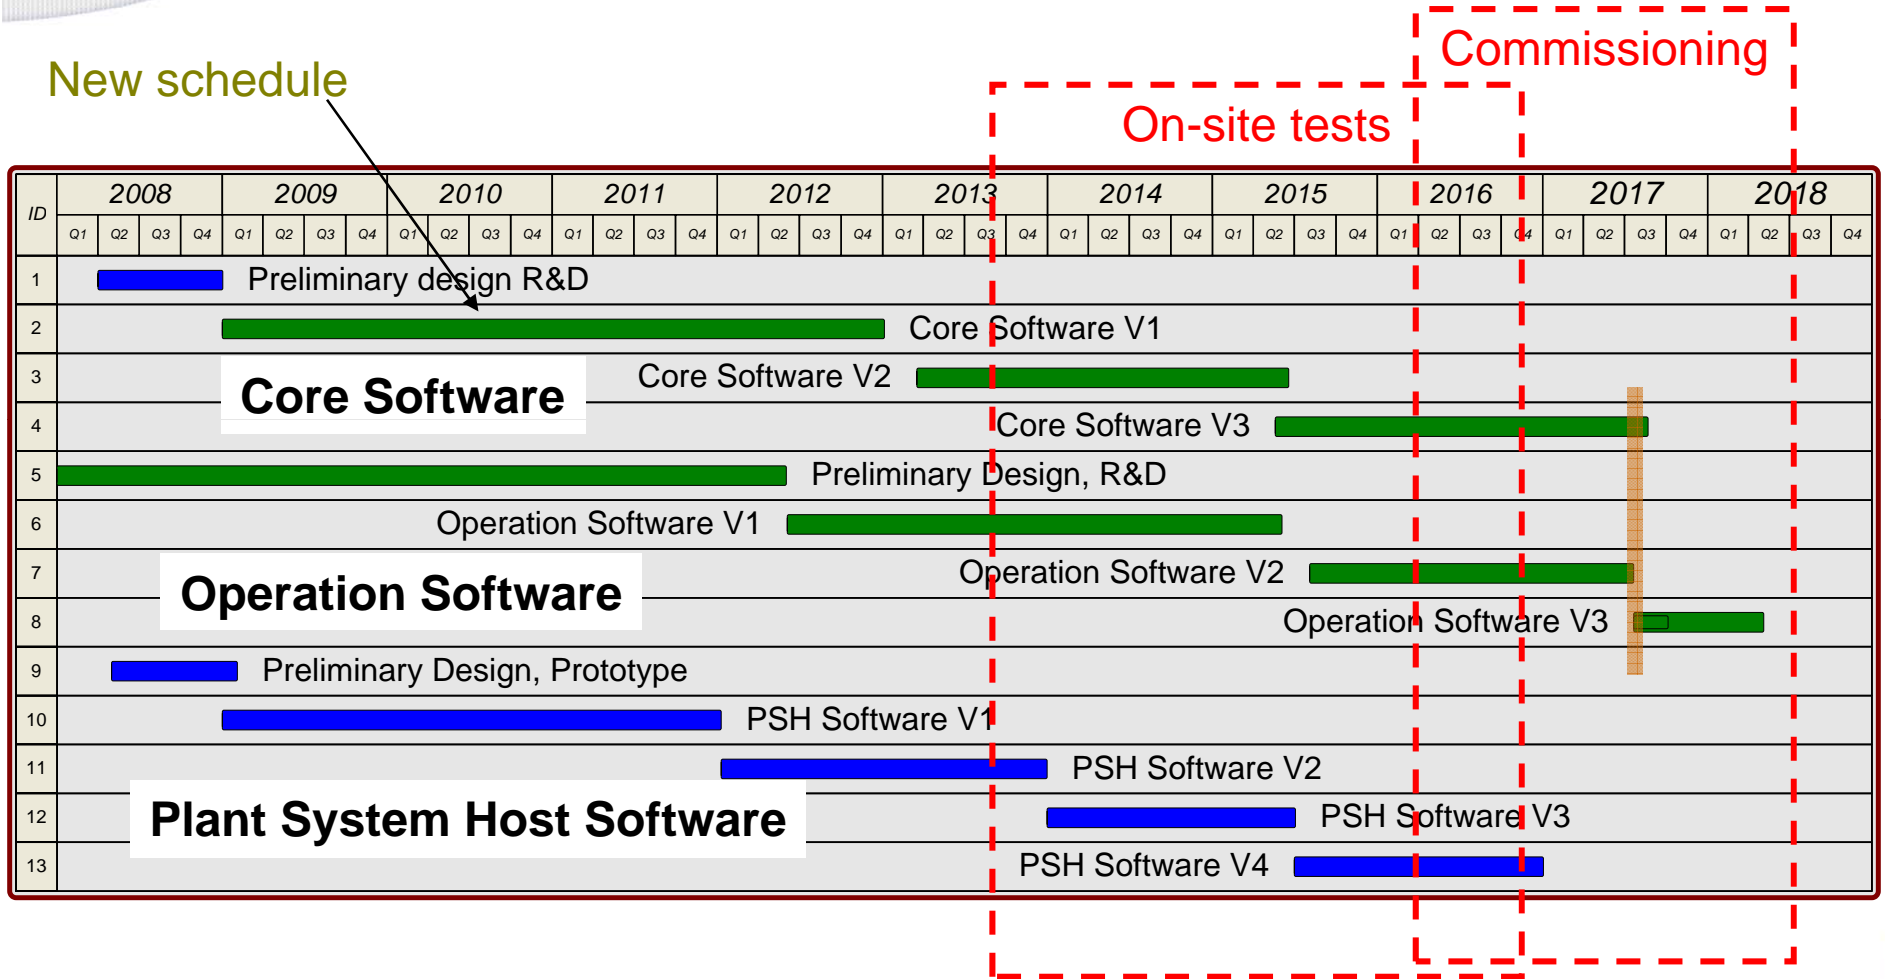 Commissioning
New schedule
On-site tests
ID 2008 2009 2010 2011 2012 2013 2014 2015 2016 2017 2018
Q1 Q2 Q3 Q4 Q1 Q2 Q3 Q4 Q1 Q2 Q3 Q4 Q1 Q2 Q3 Q4 Q1 Q2 Q3 Q4 Q1 Q2 Q3 Q4 Q1 Q2 Q3 Q4 Q1 Q2 Q3 Q4 Q1 Q2 Q3 Q4 Q1 Q2 Q3 Q4 Q1 Q2 Q3 Q4
1 Preliminary design R&D
2 Core Software V1
3 Core Software V2
Core Software
4 Core Software V3
5 Preliminary Design, R&D
6 Operation Software V1
7 Operation Software V2
Operation Software
8 Operation Software V3
9 Preliminary Design, Prototype
10 PSH Software V1
11 PSH Software V2
Plant System Host Software
12 PSH Software V3
13 PSH Software V4